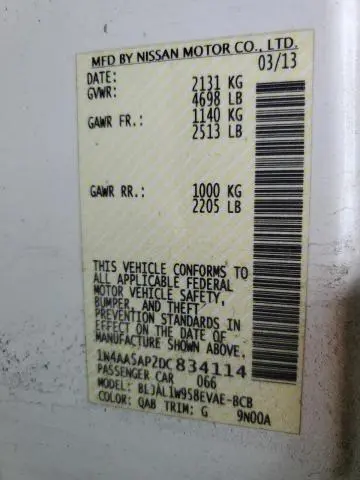 MFD BY NISSAN MOTOR CO., LTD.
DATE: 03/13
GVWR: 2131 KG
4698 LB
GAWR FR.: 1140 KG
2513 LB
GAWR RR.: 1000 KG
2205 LB
THIS VEHICLE CONFORMS TO
ALL APPLICABLE FEDERAL
MOTOR VEHICLE SAFETY,
BUMPER, AND THEFT
PREVENTION STANDARDS IN
EFFECT ON THE DATE OF
MANUFACTURE SHOWN ABOVE.
1N4AA5AP2DC834114
PASSENGER CAR 066
MODEL: BLJAL1W958EVAE-BCB
COLOR: QAB TRIM: G 9N00A